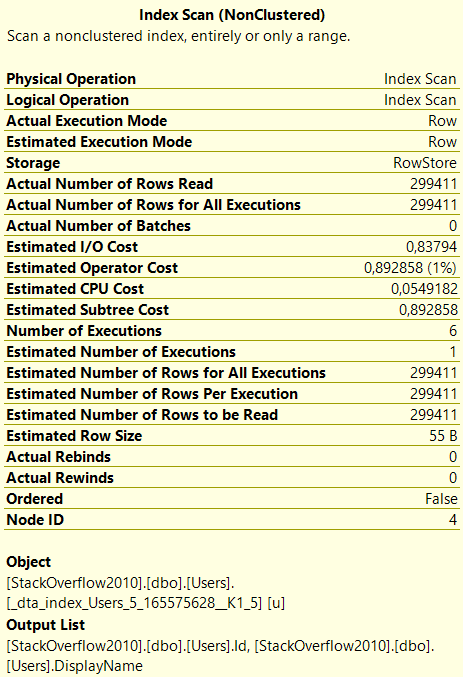 Index Scan (NonClustered)
Scan a nonclustered index, entirely or only a range.
Physical Operation Index Scan
Logical Operation Index Scan
Actual Execution Mode Row
Estimated Execution Mode Row
Storage RowStore
Actual Number of Rows Read 299411
Actual Number of Rows for All Executions 299411
Actual Number of Batches 0
Estimated I/O Cost 0,83794
Estimated Operator Cost 0,892858 (1%)
Estimated CPU Cost 0,0549182
Estimated Subtree Cost 0,892858
Number of Executions 6
Estimated Number of Executions 1
Estimated Number of Rows for All Executions 299411
Estimated Number of Rows Per Execution 299411
Estimated Number of Rows to be Read 299411
Estimated Row Size 55 B
Actual Rebinds 0
Actual Rewinds 0
Ordered False
Node ID 4
Object
[StackOverflow2010].[dbo].[Users].
[_dta_index_Users_5_165575628__K1_5] [u]
Output List
[StackOverflow2010].[dbo].[Users].Id, [StackOverflow2010].[dbo].
[Users].DisplayName